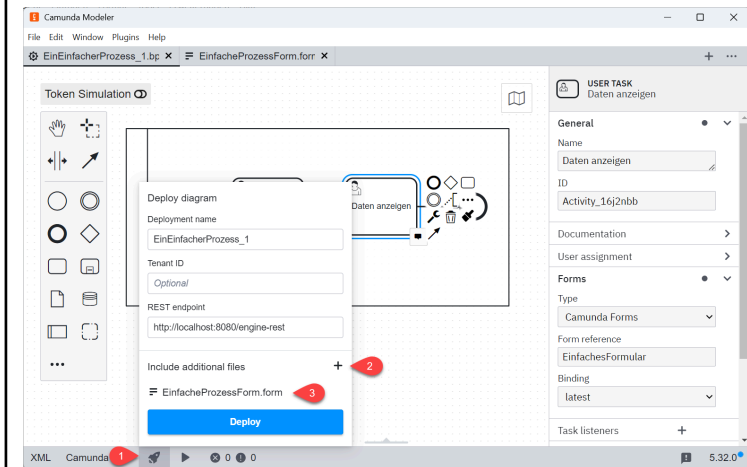 Camunda Modeler
File Edit Window Plugins Help
EinEinfacherProzess_1.bp
EinfacheProzessForm.forr
Token Simulation
USER TASK
Daten anzeigen
General
Name
Daten anzeigen
ID
Activity_16j2nbb
Documentation
User assignment
Forms
Type
Camunda Forms
Form reference
EinfachesFormular
Binding
latest
Task listeners
Daten anzeigen
Deploy diagram
Deployment name
EinEinfacherProzess_1
Tenant ID
Optional
REST endpoint
http://localhost:8080/engine-rest
Include additional files
2
EinfacheProzessForm.form
3
Deploy
XML Camunda
1
0 0
5.32.0